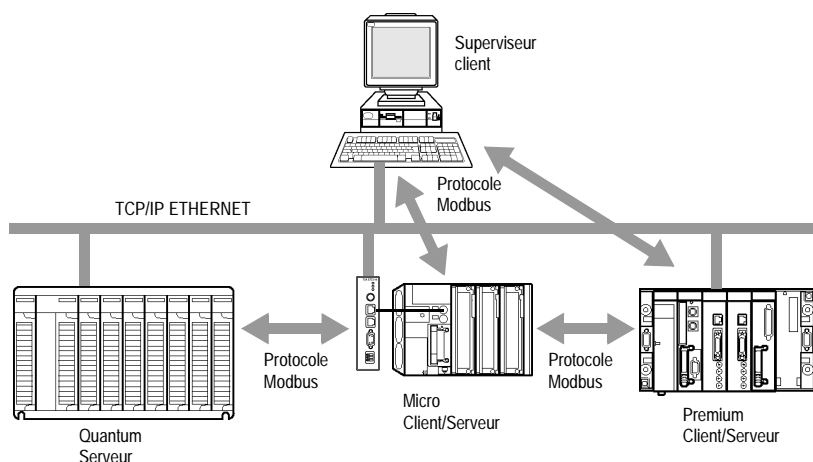 Superviseur
client
Protocole
Modbus
TCP/IP ETHERNET
Protocole
Modbus
Protocole
Modbus
Micro
Client/Serveur
Premium
Client/Serveur
Quantum
Serveur